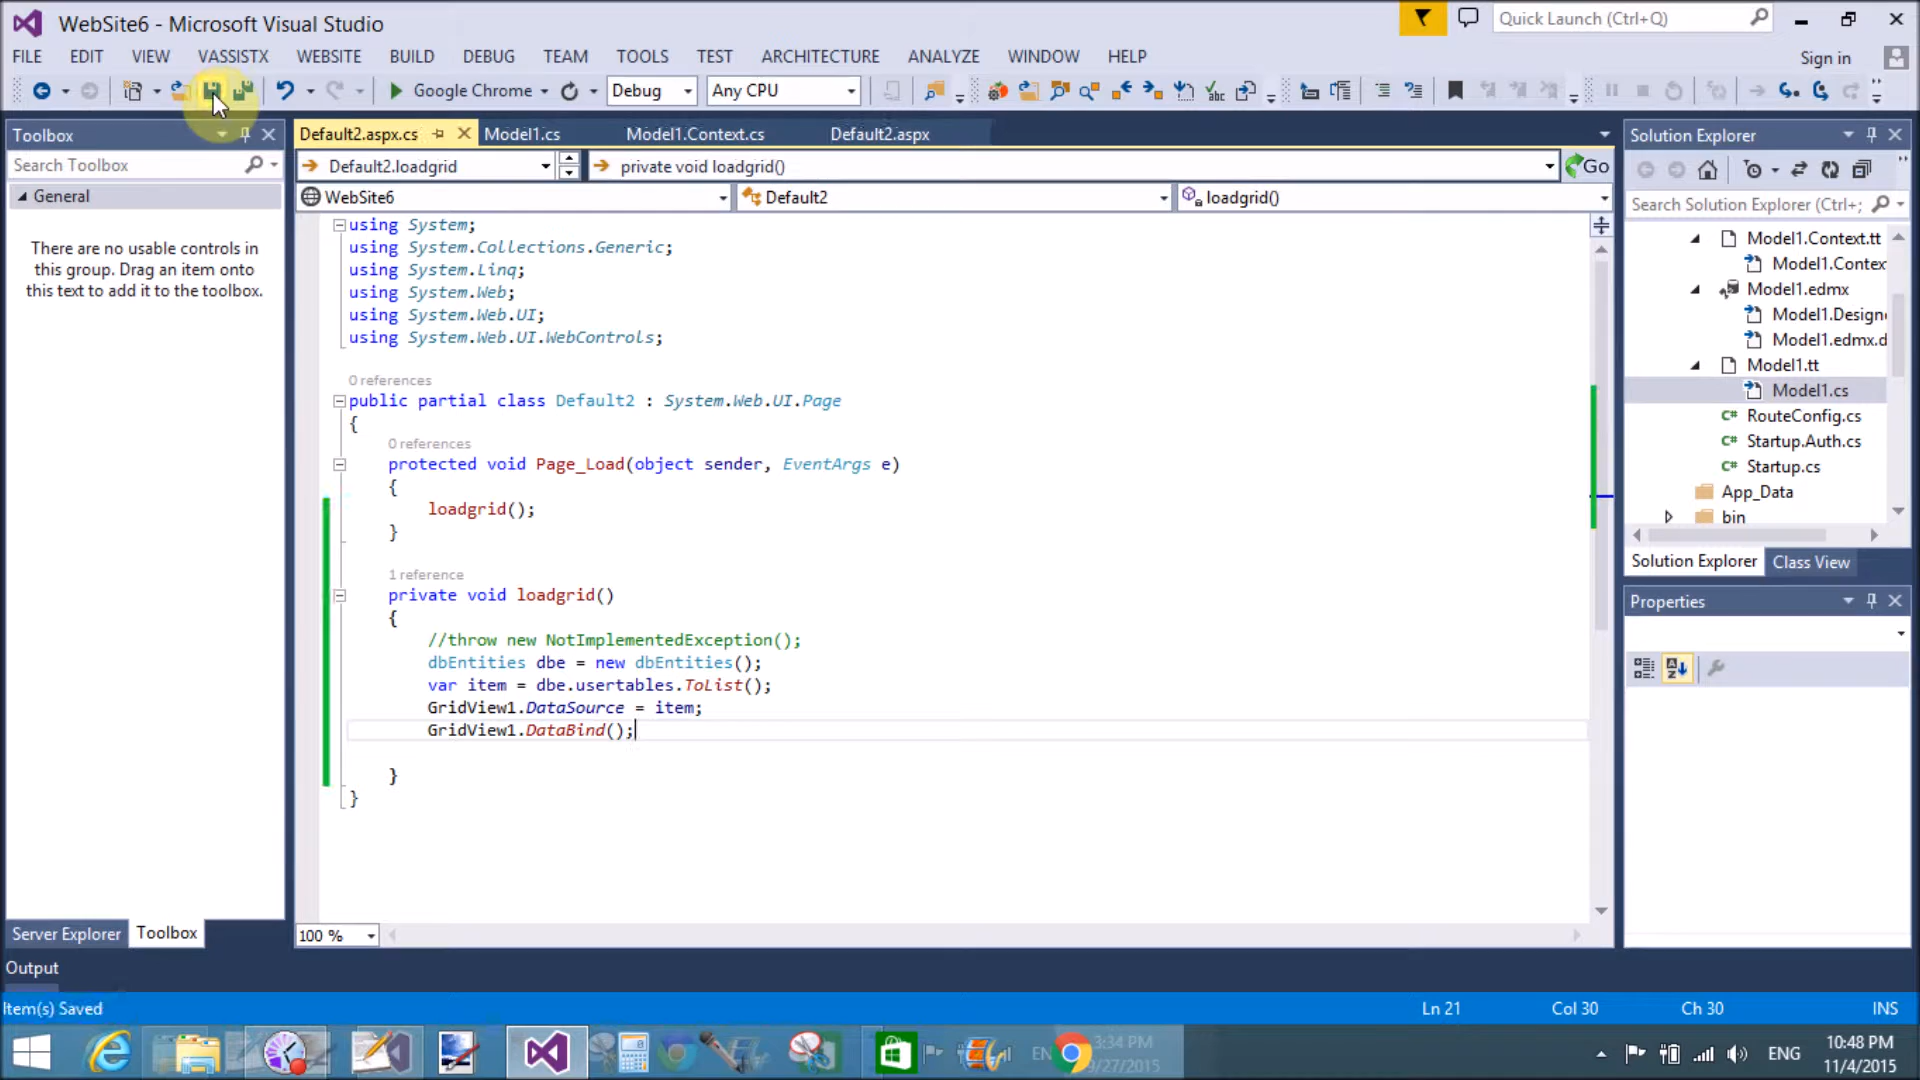 WebSite6 - Microsoft Visual Studio
Quick Launch (Ctrl+Q)
FILE EDIT VIEW VASSISTX WEBSITE BUILD DEBUG TEAM TOOLS TEST ARCHITECTURE ANALYZE WINDOW HELP
Sign in
Google Chrome Debug Any CPU
Toolbox
Search Toolbox
General
There are no usable controls in
this group. Drag an item onto
this text to add it to the toolbox.
Server Explorer Toolbox
Default2.aspx.cs Model1.cs Model1.Context.cs Default2.aspx
Default2.loadgrid private void loadgrid() Go
WebSite6 Default2 loadgrid()
using System;
using System.Collections.Generic;
using System.Linq;
using System.Web;
using System.Web.UI;
using System.Web.UI.WebControls;
0 references
public partial class Default2 : System.Web.UI.Page
{
0 references
protected void Page_Load(object sender, EventArgs e)
{
loadgrid();
}
1 reference
private void loadgrid()
{
//throw new NotImplementedException();
dbEntities dbe = new dbEntities();
var item = dbe.usertables.ToList();
GridView1.DataSource = item;
GridView1.DataBind();
}
}
100 %
Solution Explorer
Search Solution Explorer (Ctrl+;
Model1.Context.tt
Model1.Contex
Model1.edmx
Model1.Design
Model1.edmx.d
Model1.tt
Model1.cs
C# RouteConfig.cs
C# Startup.Auth.cs
C# Startup.cs
App_Data
bin
Solution Explorer Class View
Properties
Output
Item(s) Saved Ln 21 Col 30 Ch 30 INS
EN 3:34 PM
9/27/2015
ENG 10:48 PM
11/4/2015